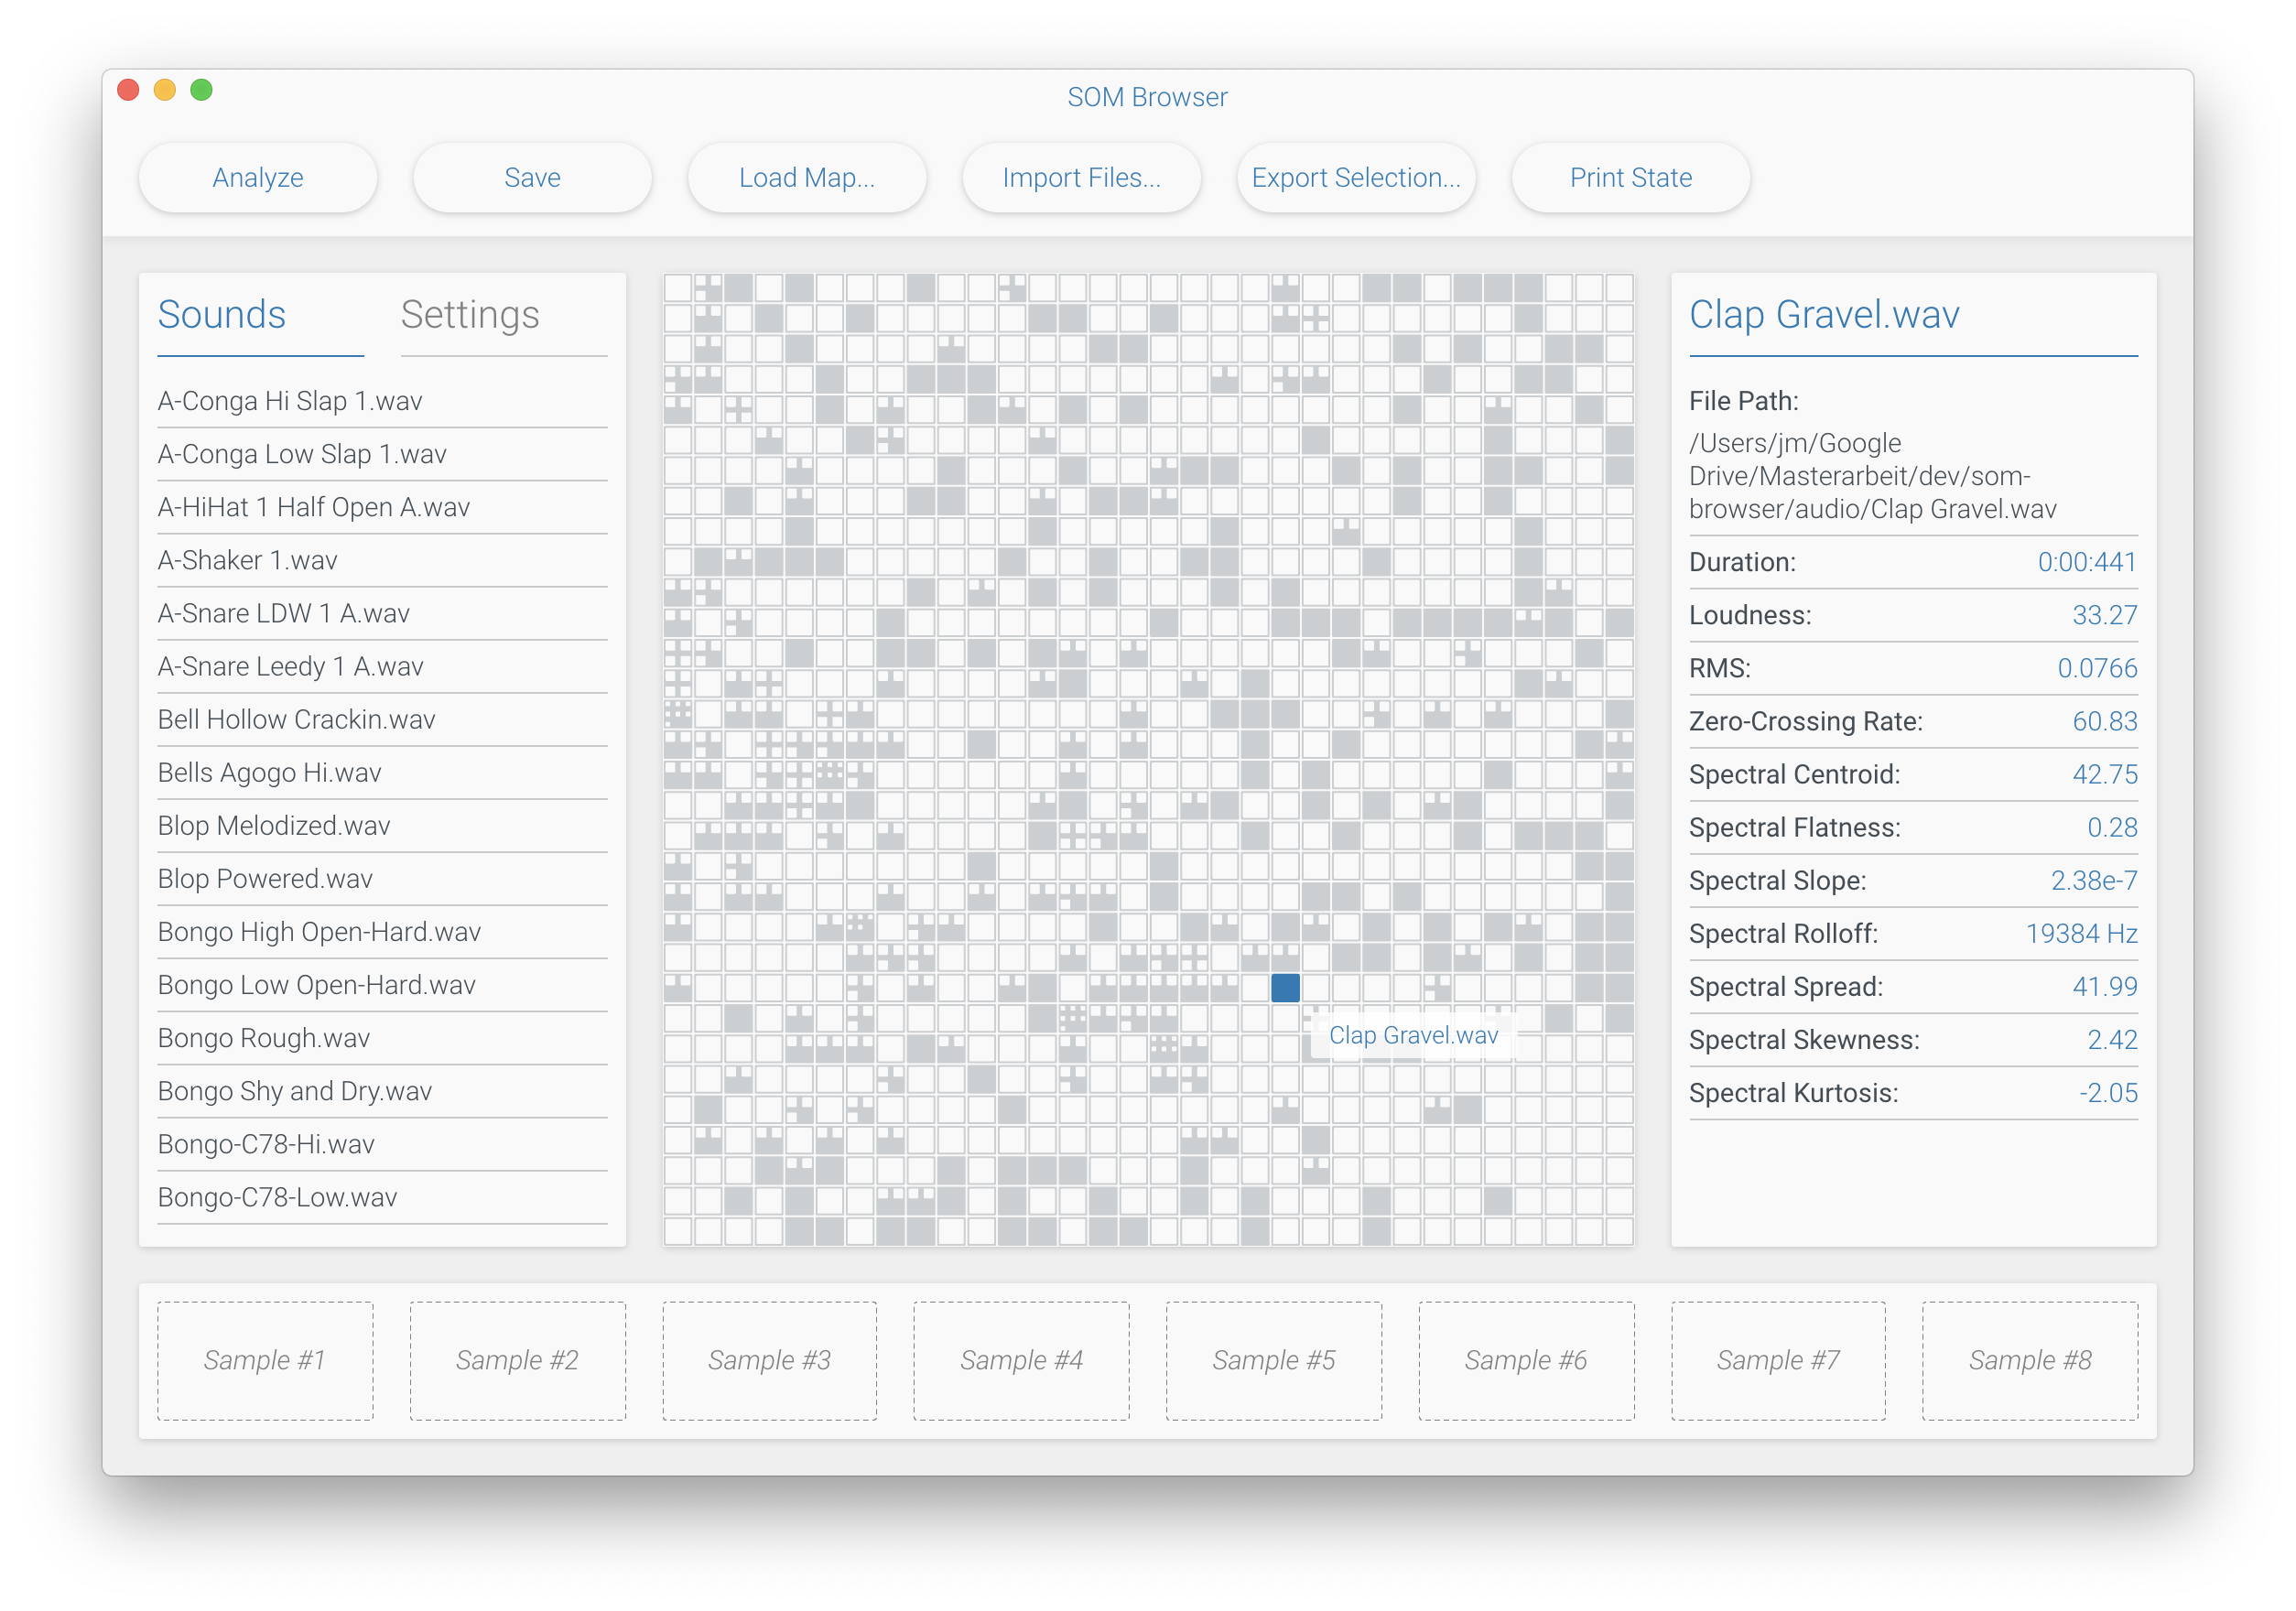 SOM Browser
Analyze
Save
Load Map...
Import Files...
Export Selection...
Print State
Sounds
Settings
A-Conga Hi Slap 1.wav
A-Conga Low Slap 1.wav
A-HiHat 1 Half Open A.wav
A-Shaker 1.wav
A-Snare LDW 1 A.wav
A-Snare Leedy 1 A.wav
Bell Hollow Crackin.wav
Bells Agogo Hi.wav
Blop Melodized.wav
Blop Powered.wav
Bongo High Open-Hard.wav
Bongo Low Open-Hard.wav
Bongo Rough.wav
Bongo Shy and Dry.wav
Bongo-C78-Hi.wav
Bongo-C78-Low.wav
Clap Gravel.wav
Clap Gravel.wav
File Path:
/Users/jm/Google
Drive/Masterarbeit/dev/som-
browser/audio/Clap Gravel.wav
Duration: 0:00:441
Loudness: 33.27
RMS: 0.0766
Zero-Crossing Rate: 60.83
Spectral Centroid: 42.75
Spectral Flatness: 0.28
Spectral Slope: 2.38e-7
Spectral Rolloff: 19384 Hz
Spectral Spread: 41.99
Spectral Skewness: 2.42
Spectral Kurtosis: -2.05
Sample #1
Sample #2
Sample #3
Sample #4
Sample #5
Sample #6
Sample #7
Sample #8